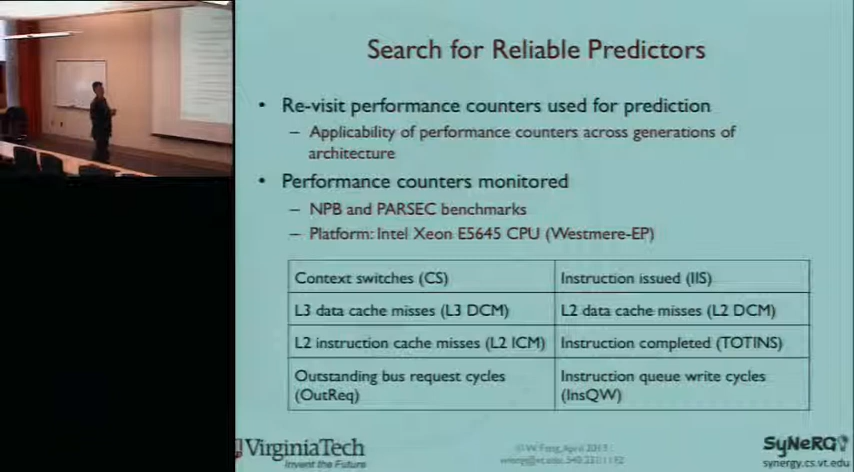 Search for Reliable Predictors
• Re-visit performance counters used for prediction
– Applicability of performance counters across generations of
architecture
• Performance counters monitored
– NPB and PARSEC benchmarks
– Platform: Intel Xeon E5645 CPU (Westmere-EP)
Context switches (CS) Instruction issued (IIS)
L3 data cache misses (L3 DCM) L2 data cache misses (L2 DCM)
L2 instruction cache misses (L2 ICM) Instruction completed (TOTINS)
Outstanding bus request cycles Instruction queue write cycles
(OutReq) (InsQW)
VirginiaTech
Invent the Future
SyNeRG
synergy.cs.vt.edu